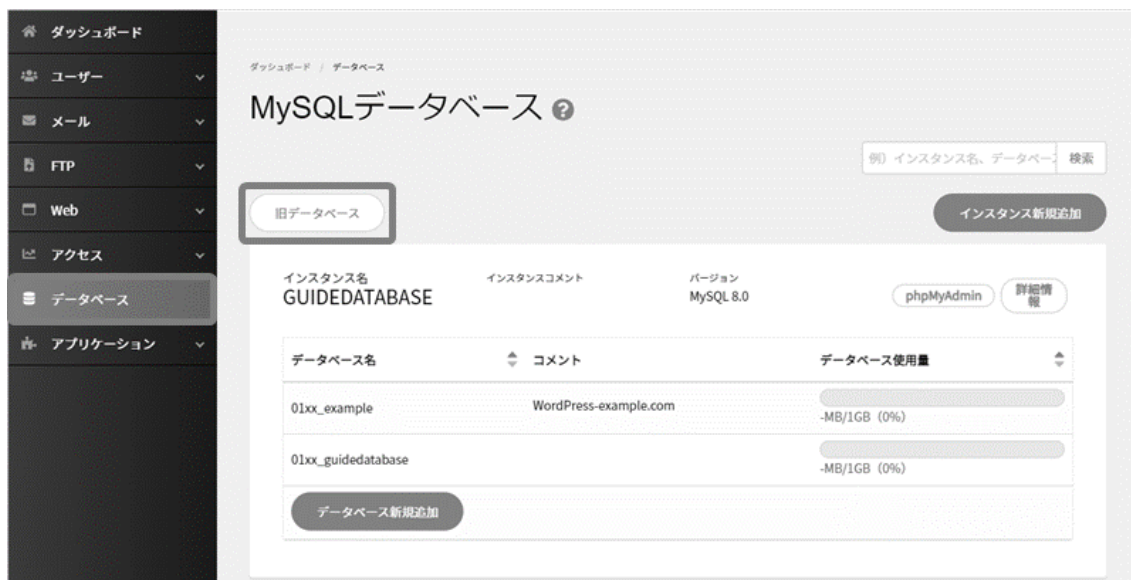 ダッシュボード
ユーザー
メール
FTP
Web
アクセス
データベース
アプリケーション
ダッシュボード / データベース
MySQLデータベース ?
例）インスタンス名、データベー
検索
旧データベース
インスタンス新規追加
インスタンス名
GUIDEDATABASE
インスタンスコメント
バージョン
MySQL 8.0
phpMyAdmin
詳細情
報
データベース名 コメント データベース使用量
01xx_example WordPress-example.com
-MB/1GB（0%）
01xx_guidedatabase
-MB/1GB（0%）
データベース新規追加